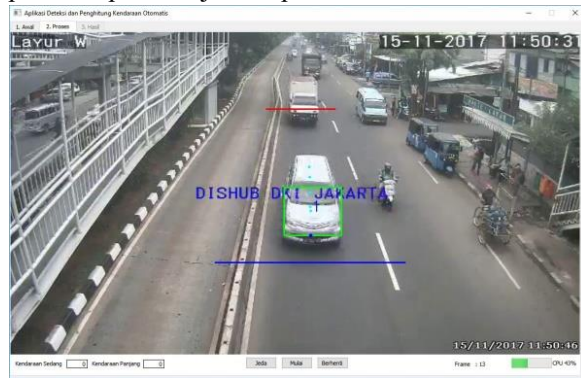 Aplikasi Deteksi dan Penghitung Kendaraan Otomatis
1. Awal 2. Proses 3. Hasil
Layur W 15-11-2017 11:50:31
DISHUB DKI JAKARTA
15/11/2017 11:50:46
Kendaraan Sedang 0 Kendaraan Panjang 0 Jeda Mulai Berhenti Frame : 13 CPU 43%